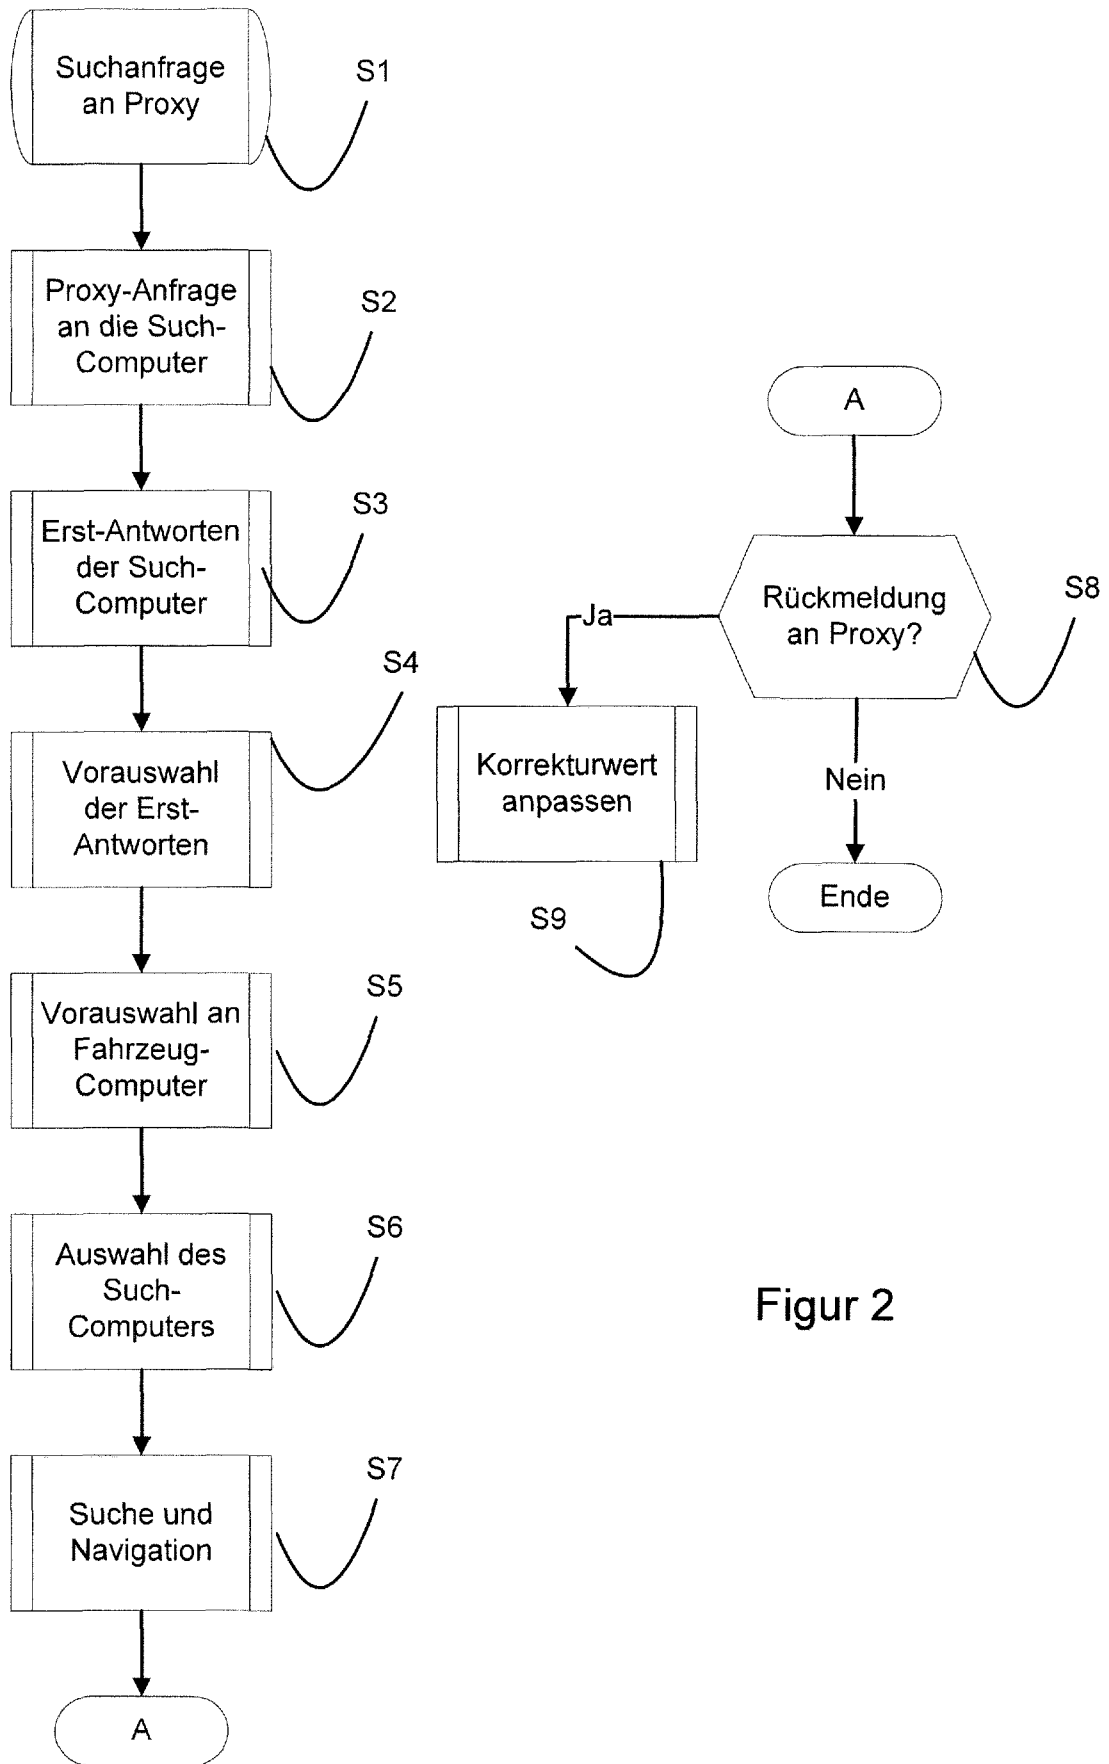 Suchanfrage
an Proxy
S1
Proxy-Anfrage
an die Such-
Computer
S2
Erst-Antworten
der Such-
Computer
S3
Vorauswahl
der Erst-
Antworten
S4
Vorauswahl an
Fahrzeug-
Computer
S5
Auswahl des
Such-
Computers
S6
Suche und
Navigation
S7
A
A
Rückmeldung
an Proxy?
S8
Ja
Korrekturwert
anpassen
S9
Nein
Ende
Figur 2